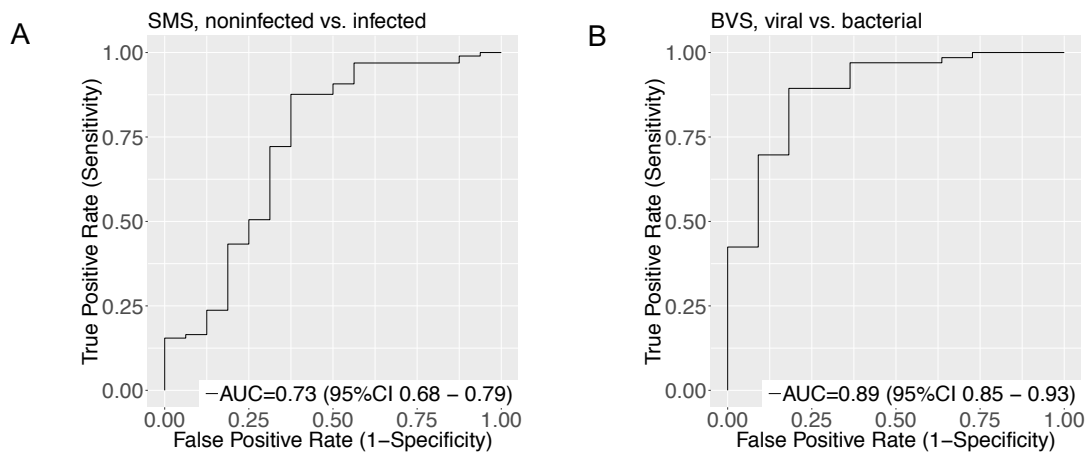 A
SMS, noninfected vs. infected
True Positive Rate (Sensitivity)
1.00
0.75
0.50
0.25
0.00
−AUC=0.73 (95%CI 0.68 − 0.79)
0.00 0.25 0.50 0.75 1.00
False Positive Rate (1−Specificity)
B
BVS, viral vs. bacterial
True Positive Rate (Sensitivity)
1.00
0.75
0.50
0.25
0.00
−AUC=0.89 (95%CI 0.85 − 0.93)
0.00 0.25 0.50 0.75 1.00
False Positive Rate (1−Specificity)